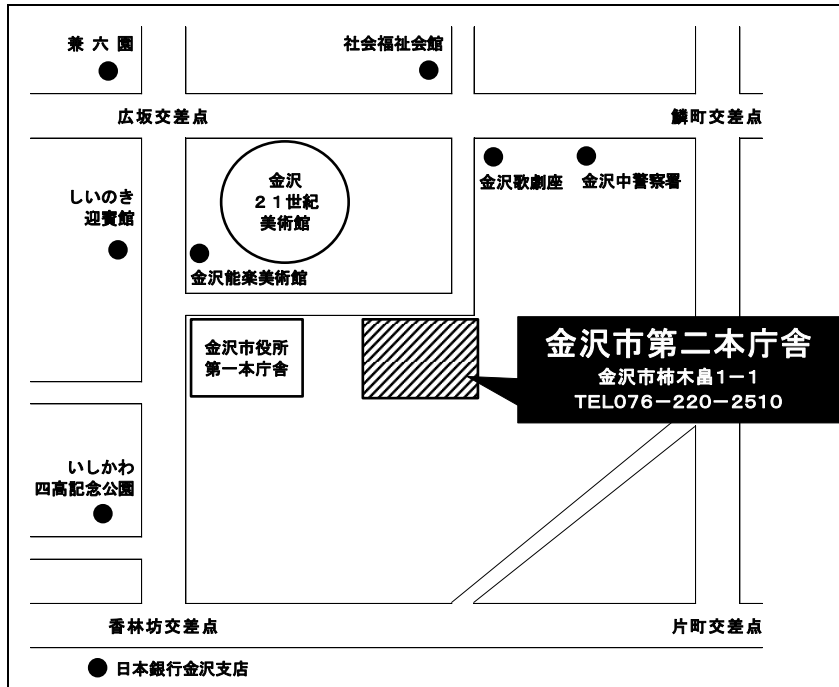 兼六園
社会福祉会館
広坂交差点
鱗町交差点
金沢
２１世紀
美術館
金沢歌劇座
金沢中警察署
しいのき
迎賓館
金沢能楽美術館
金沢市役所
第一本庁舎
金沢市第二本庁舎
金沢市柿木畠1－1
TEL076－220－2510
いしかわ
四高記念公園
香林坊交差点
片町交差点
日本銀行金沢支店